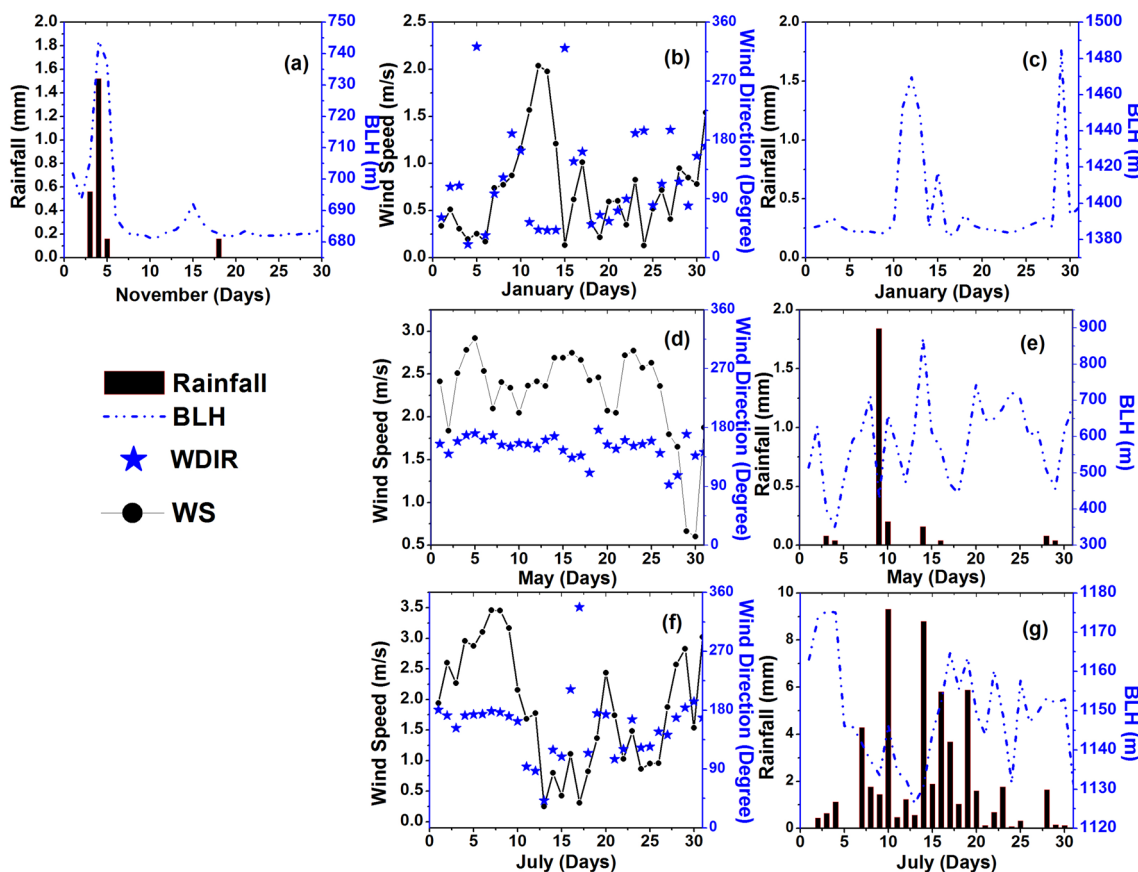 (a)
Rainfall (mm)
2.0
1.8
1.6
1.4
1.2
1.0
0.8
0.6
0.4
0.2
0.0
0 5 10 15 20 25 30
November (Days)
750
740
730
720
710
700
690
680
BLH (m)
(b)
Wind Speed (m/s)
2.5
2.0
1.5
1.0
0.5
0.0
0 5 10 15 20 25 30
January (Days)
360
270
180
90
0
Wind Direction (Degree)
(c)
Rainfall (mm)
2.0
1.5
1.0
0.5
0.0
0 5 10 15 20 25 30
January (Days)
1500
1480
1460
1440
1420
1400
1380
1360
BLH (m)
Rainfall
BLH
WDIR
WS
(d)
Wind Speed (m/s)
3.0
2.5
2.0
1.5
1.0
0.5
0 5 10 15 20 25 30
May (Days)
360
270
180
90
0
Wind Direction (Degree)
(e)
Rainfall (mm)
2.0
1.5
1.0
0.5
0.0
0 5 10 15 20 25 30
May (Days)
900
800
700
600
500
400
300
BLH (m)
(f)
Wind Speed (m/s)
3.5
3.0
2.5
2.0
1.5
1.0
0.5
0.0
0 5 10 15 20 25 30
July (Days)
360
270
180
90
0
Wind Direction (Degree)
(g)
Rainfall (mm)
10
8
6
4
2
0
0 5 10 15 20 25 30
July (Days)
1180
1170
1160
1150
1140
1130
1120
BLH (m)